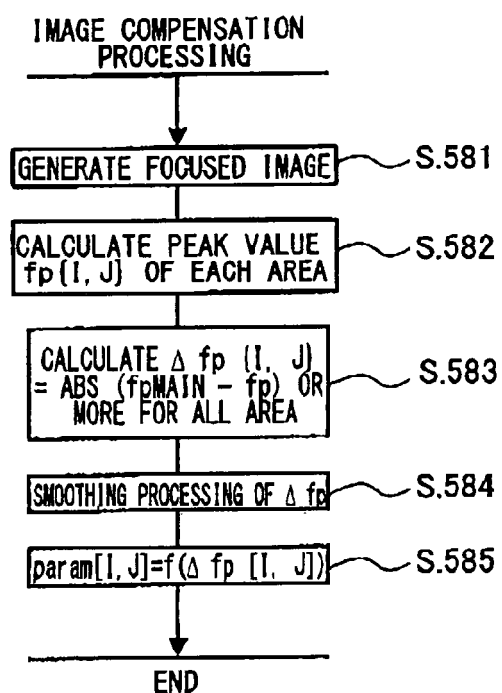 IMAGE COMPENSATION
PROCESSING
GENERATE FOCUSED IMAGE
S.581
CALCULATE PEAK VALUE
fp[I, J] OF EACH AREA
S.582
CALCULATE Δ fp [I, J]
= ABS (fpMAIN - fp) OR
MORE FOR ALL AREA
S.583
SMOOTHING PROCESSING OF Δ fp
S.584
param[I,J]=f(Δ fp [I, J])
S.585
END